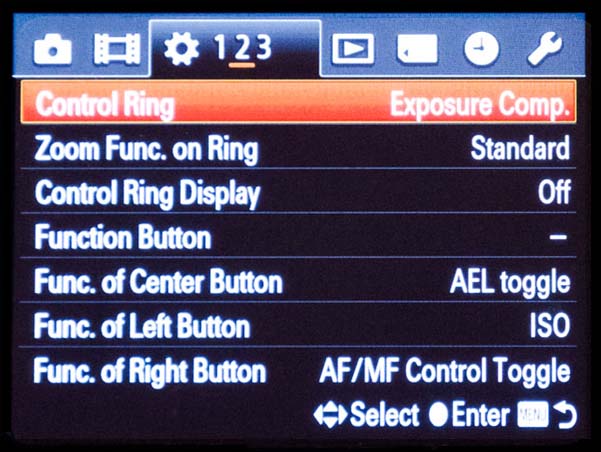 1 2 3
Control Ring Exposure Comp.
Zoom Func. on Ring Standard
Control Ring Display Off
Function Button –
Func. of Center Button AEL toggle
Func. of Left Button ISO
Func. of Right Button AF/MF Control Toggle
Select Enter MENU